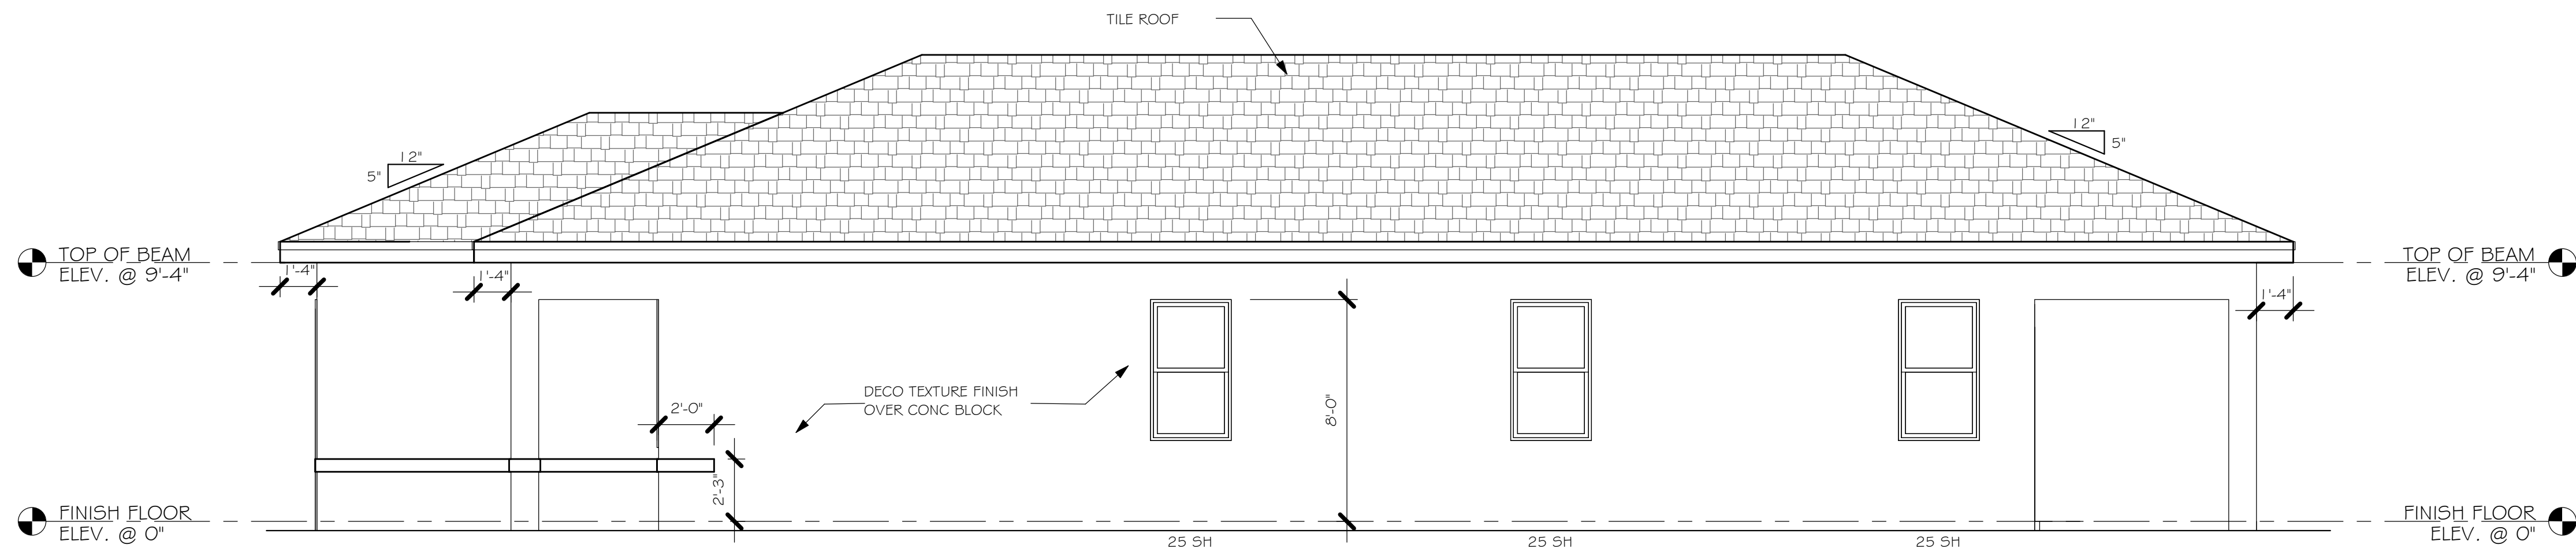 TILE ROOF
12"
5"
12"
5"
TOP OF BEAM
ELEV. @ 9'-4"
1'-4"
1'-4"
TOP OF BEAM
ELEV. @ 9'-4"
1'-4"
DECO TEXTURE FINISH
OVER CONC BLOCK
2'-0"
8'-0"
2'-3"
FINISH FLOOR
ELEV. @ 0"
FINISH FLOOR
ELEV. @ 0"
25 SH
25 SH
25 SH